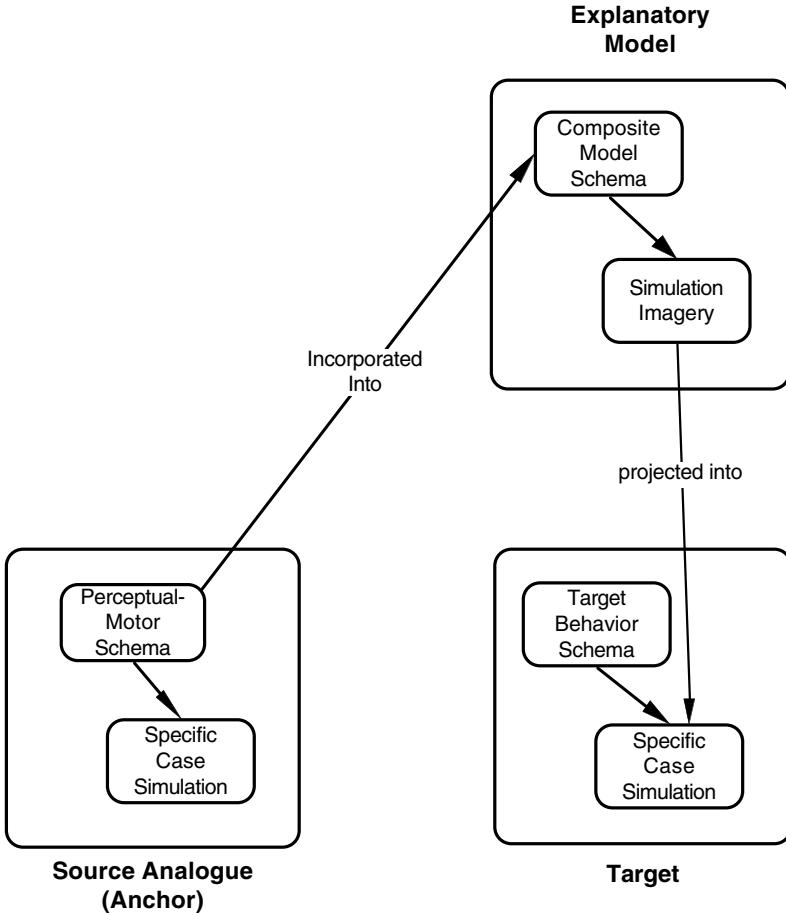 Explanatory
Model
Composite
Model
Schema
Simulation
Imagery
Incorporated
Into
projected into
Perceptual-
Motor
Schema
Specific
Case
Simulation
Source Analogue
(Anchor)
Target
Behavior
Schema
Specific
Case
Simulation
Target